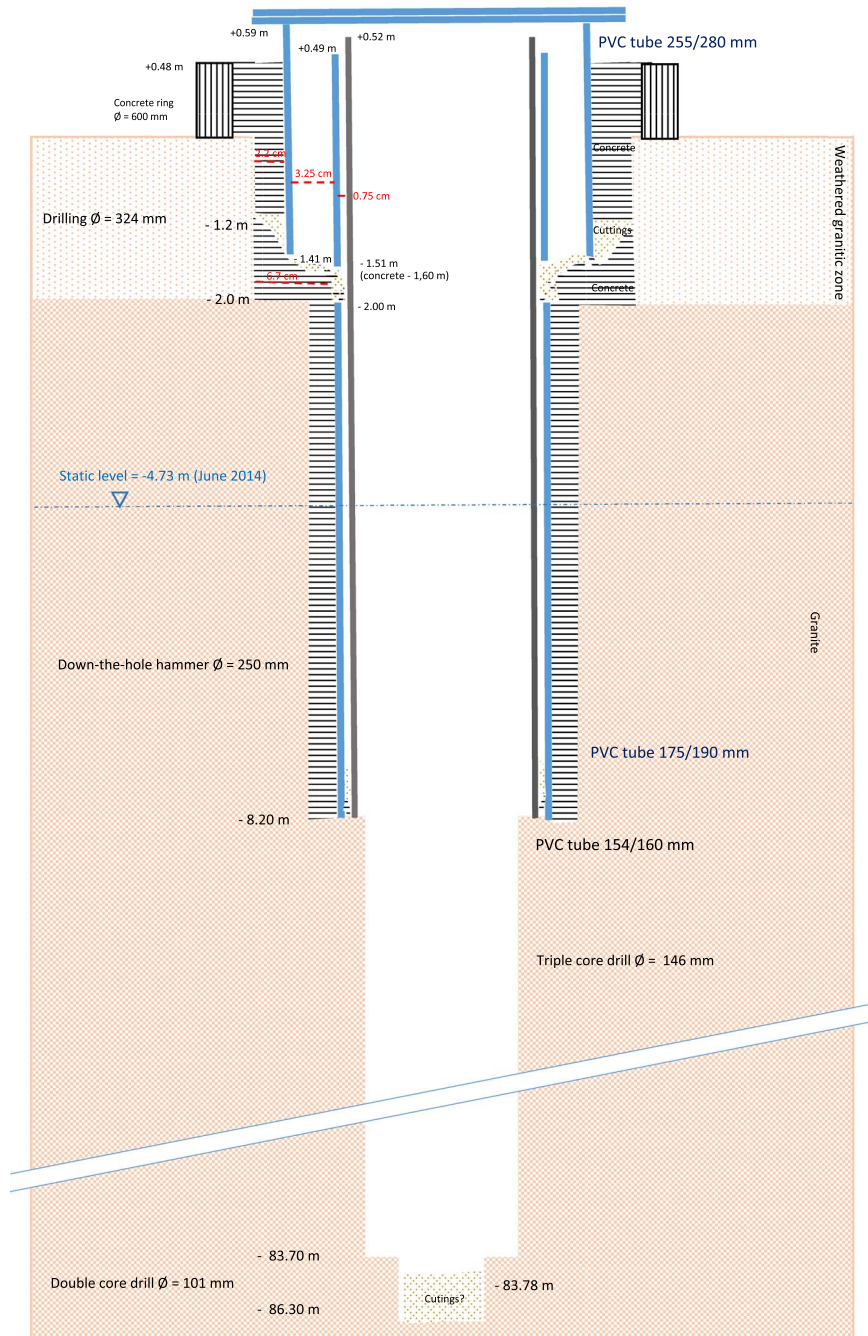 +0.59 m
+0.52 m
+0.49 m
PVC tube 255/280 mm
+0.48 m
Concrete ring
Ø = 600 mm
2.2 cm
Concrete
Weathered granitic zone
3.25 cm
0.75 cm
Drilling Ø = 324 mm
- 1.2 m
Cuttings
- 1.41 m
- 1.51 m
(concrete - 1,60 m)
6.7 cm
Concrete
- 2.0 m
- 2.00 m
Static level = -4.73 m (June 2014)
Granite
Down-the-hole hammer Ø = 250 mm
PVC tube 175/190 mm
- 8.20 m
PVC tube 154/160 mm
Triple core drill Ø = 146 mm
- 83.70 m
Double core drill Ø = 101 mm
- 83.78 m
Cutings?
- 86.30 m